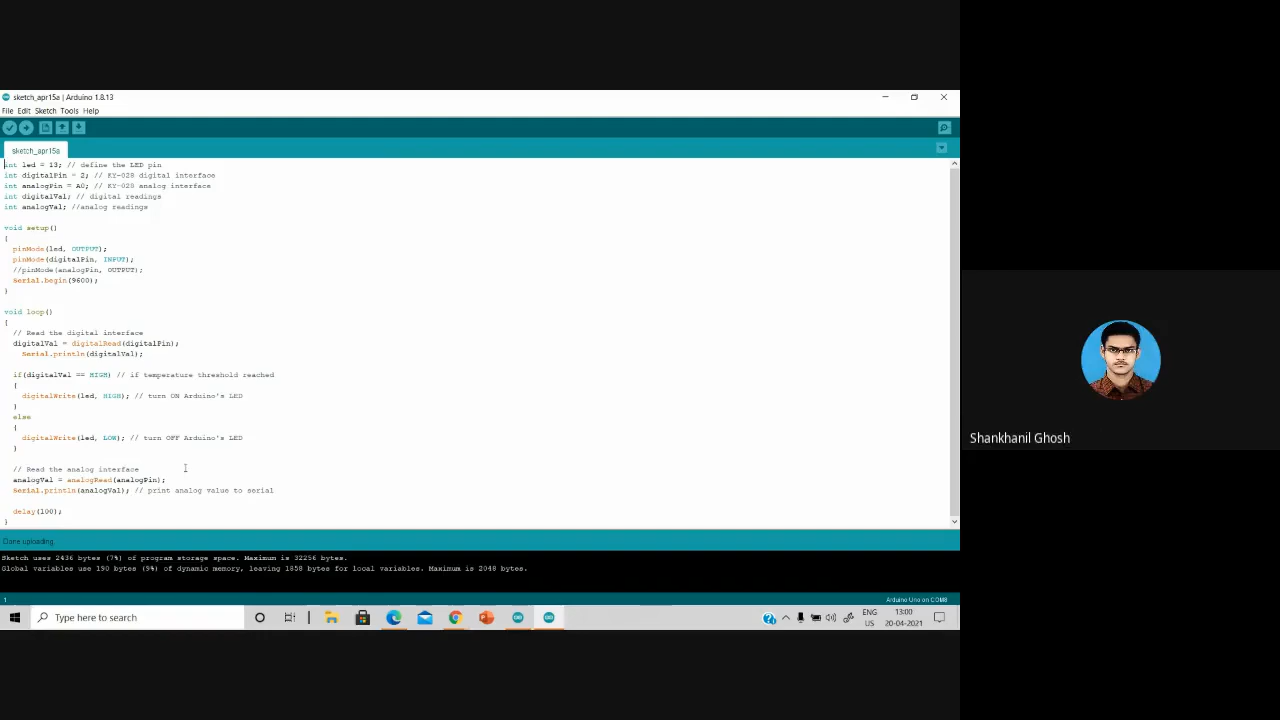 sketch_apr15a | Arduino 1.8.13
File Edit Sketch Tools Help
sketch_apr15a
int led = 13; // define the LED pin
int digitalPin = 2; // KY-028 digital interface
int analogPin = A0; // KY-028 analog interface
int digitalVal; // digital readings
int analogVal; //analog readings
void setup()
{
pinMode(led, OUTPUT);
pinMode(digitalPin, INPUT);
//pinMode(analogPin, OUTPUT);
Serial.begin(9600);
}
void loop()
{
// Read the digital interface
digitalVal = digitalRead(digitalPin);
Serial.println(digitalVal);
if(digitalVal == HIGH) // if temperature threshold reached
{
digitalWrite(led, HIGH); // turn ON Arduino's LED
}
else
{
digitalWrite(led, LOW); // turn OFF Arduino's LED
}
// Read the analog interface
analogVal = analogRead(analogPin);
Serial.println(analogVal); // print analog value to serial
delay(100);
}
Done uploading.
Sketch uses 2436 bytes (7%) of program storage space. Maximum is 32256 bytes.
Global variables use 190 bytes (9%) of dynamic memory, leaving 1858 bytes for local variables. Maximum is 2048 bytes.
1
Arduino Uno on COM8
Type here to search
ENG
US
13:00
20-04-2021
Shankhanil Ghosh